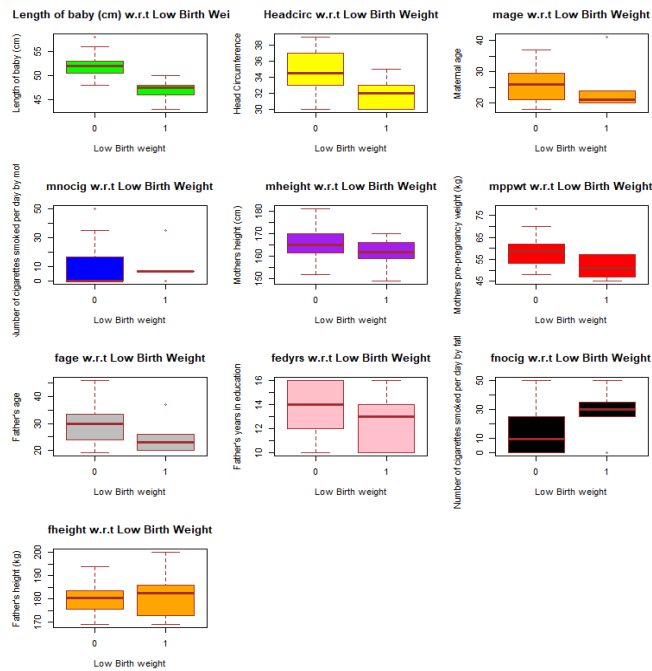 Length of baby (cm) w.r.t Low Birth Wei
Length of baby (cm)
45 50 55
0 1
Low Birth weight
Headcirc w.r.t Low Birth Weight
Head Circumference
30 32 34 36 38
0 1
Low Birth weight
mage w.r.t Low Birth Weight
Maternal age
20 30 40
0 1
Low Birth weight
mnocig w.r.t Low Birth Weight
Number of cigarettes smoked per day by mot
0 10 30 50
0 1
Low Birth weight
mheight w.r.t Low Birth Weight
Mothers height (cm)
150 160 170 180
0 1
Low Birth weight
mppwt w.r.t Low Birth Weight
Mothers pre-pregnancy weight (kg)
45 55 65 75
0 1
Low Birth weight
fage w.r.t Low Birth Weight
Father's age
20 30 40
0 1
Low Birth weight
fedyrs w.r.t Low Birth Weight
Father's years in education
10 12 14 16
0 1
Low Birth weight
fnocig w.r.t Low Birth Weight
Number of cigarettes smoked per day by fatl
0 10 30 50
0 1
Low Birth weight
fheight w.r.t Low Birth Weight
Father's height (kg)
170 180 190 200
0 1
Low Birth weight